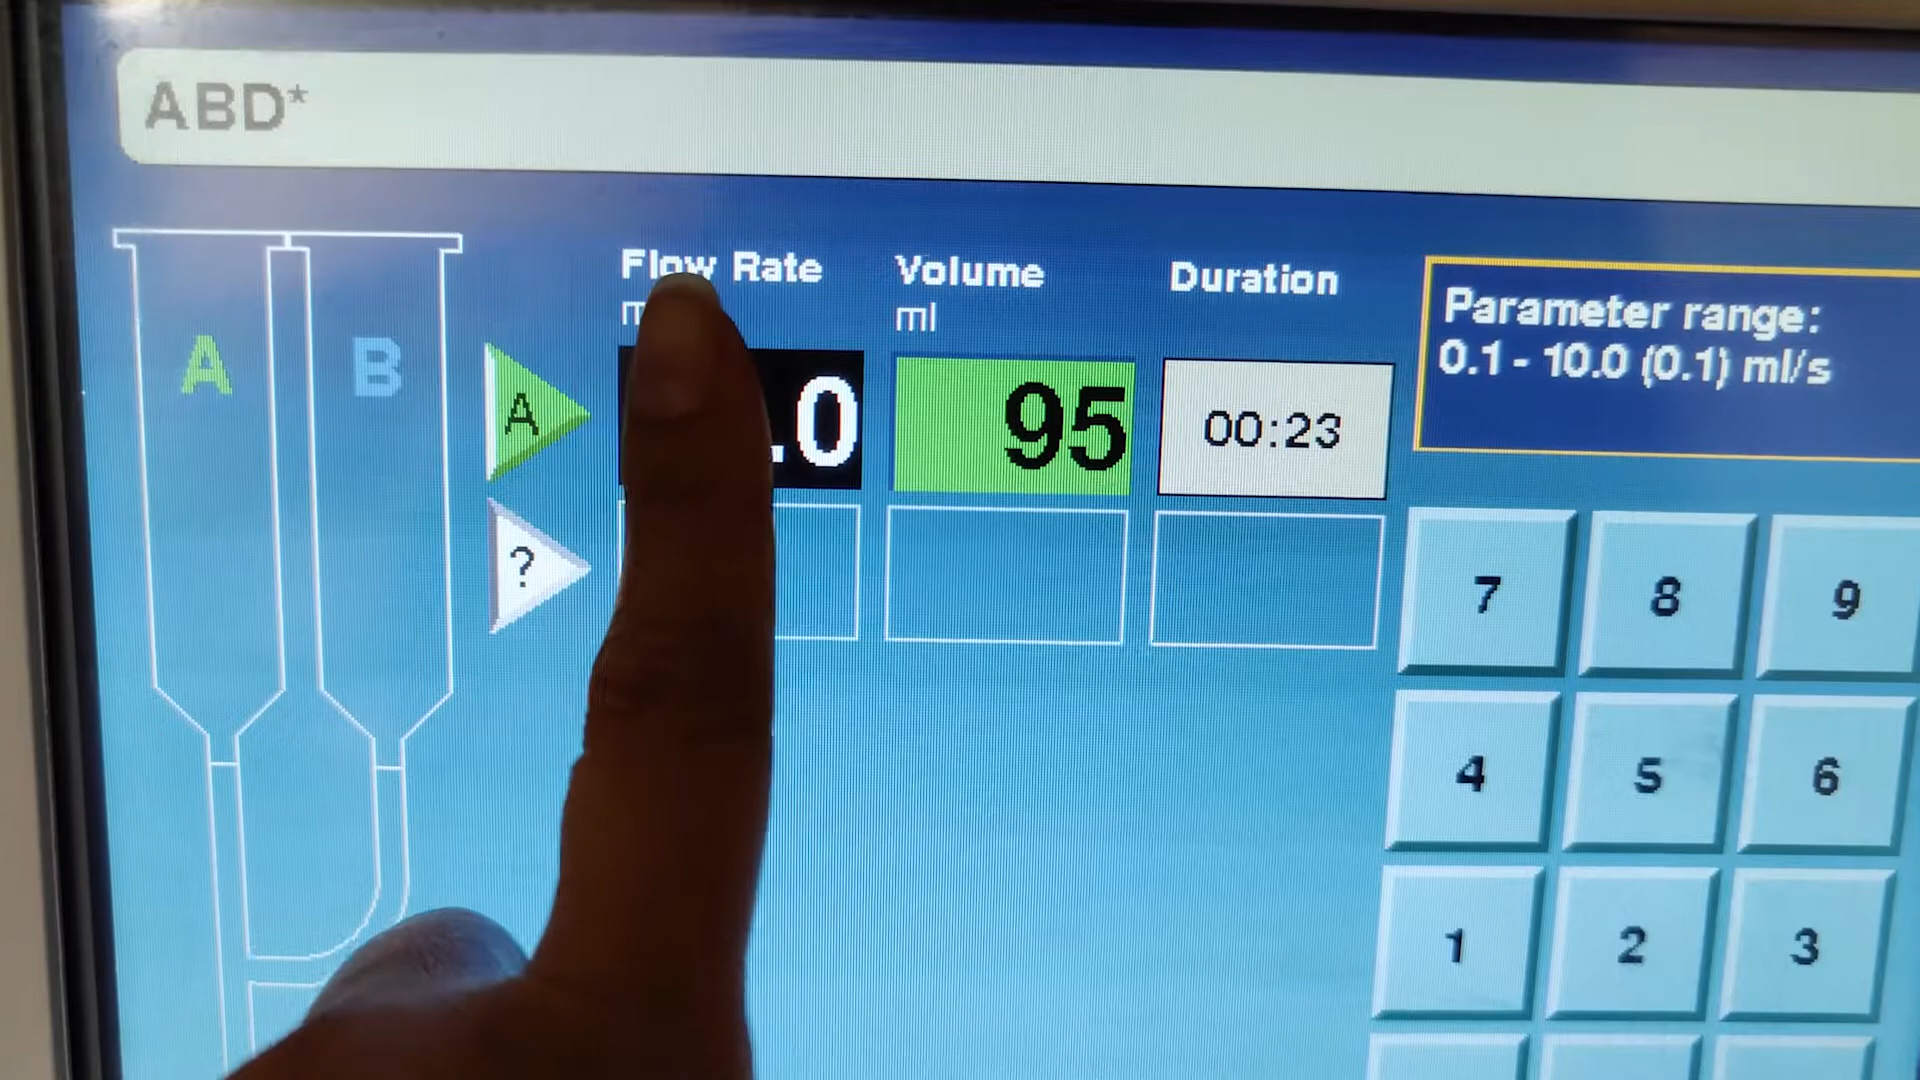 ABD*
Flow Rate
Volume
ml
Duration
Parameter range:
0.1 - 10.0 (0.1) ml/s
A
B
A
.0
95
00:23
?
7
8
9
4
5
6
1
2
3